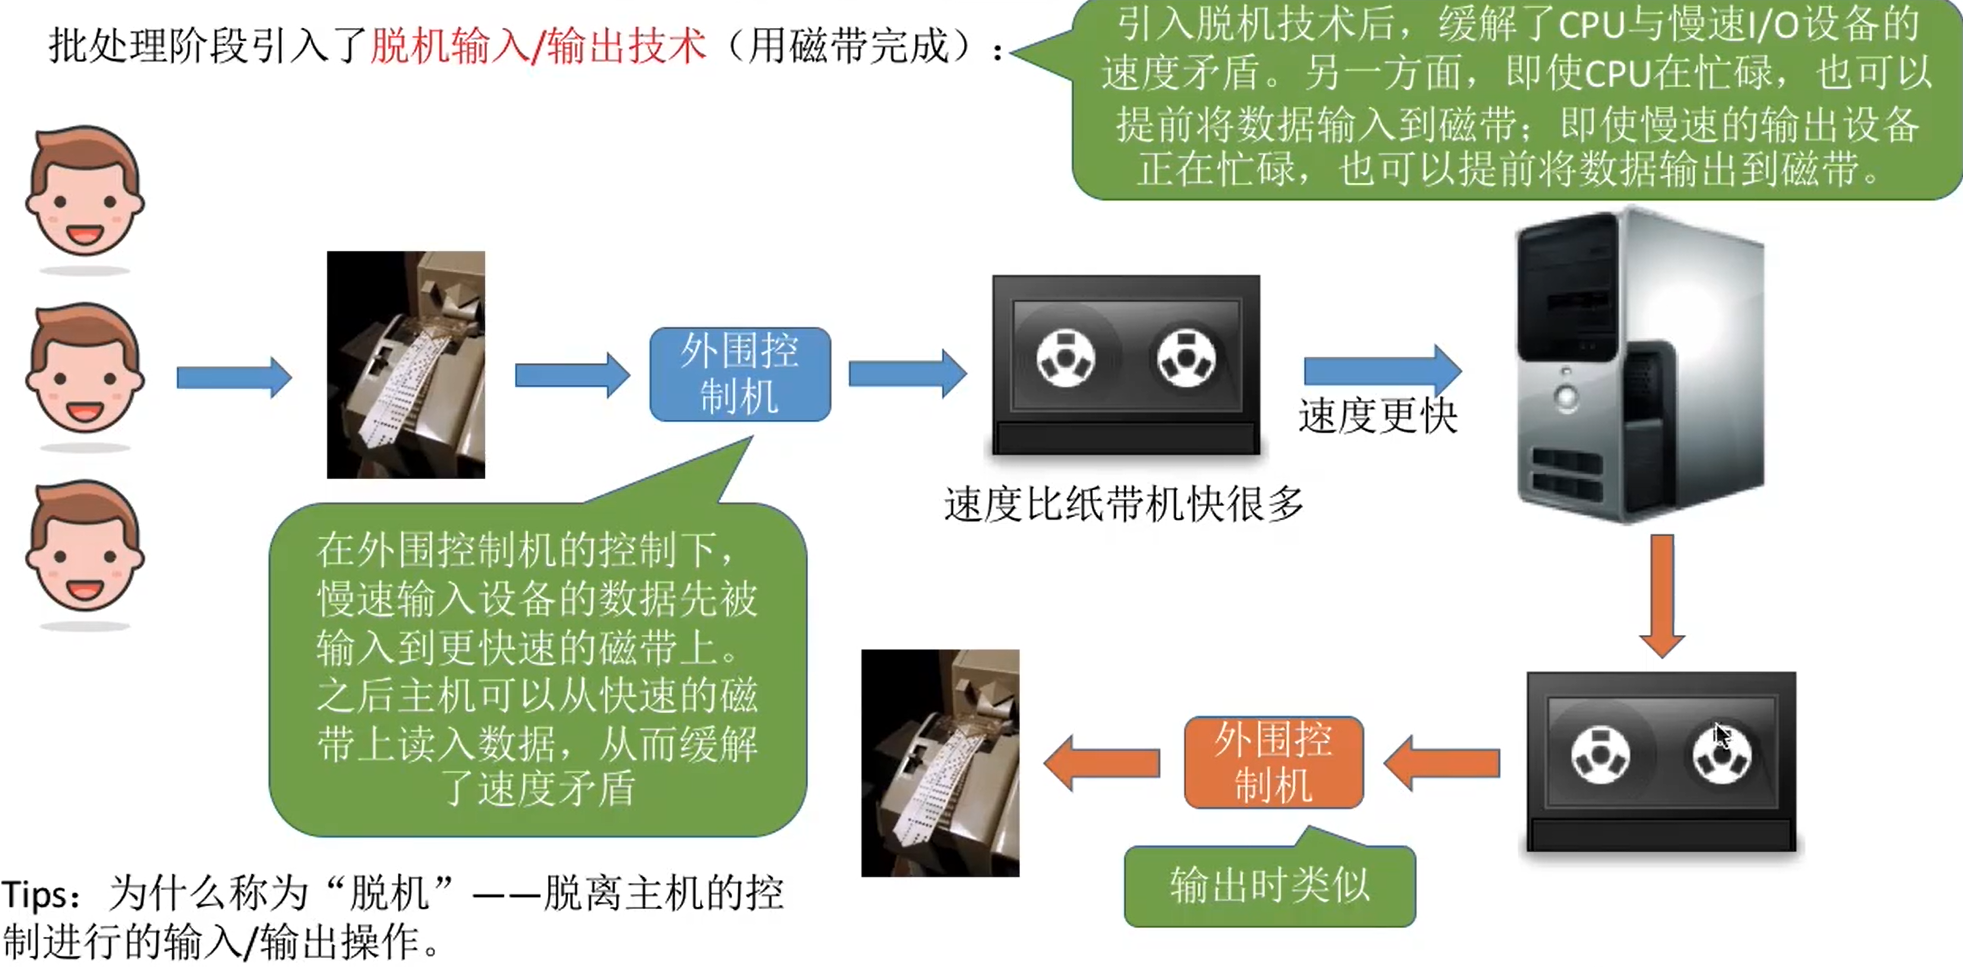 批处理阶段引入了脱机输入/输出技术（用磁带完成）：
引入脱机技术后，缓解了CPU与慢速I/O设备的
速度矛盾。另一方面，即使CPU在忙碌，也可以
提前将数据输入到磁带；即使慢速的输出设备
正在忙碌，也可以提前将数据输出到磁带。
外围控
制机
速度更快
速度比纸带机快很多
在外围控制机的控制下，
慢速输入设备的数据先被
输入到更快速的磁带上。
之后主机可以从快速的磁
带上读入数据，从而缓解
了速度矛盾
外围控
制机
输出时类似
Tips：为什么称为“脱机”——脱离主机的控
制进行的输入/输出操作。